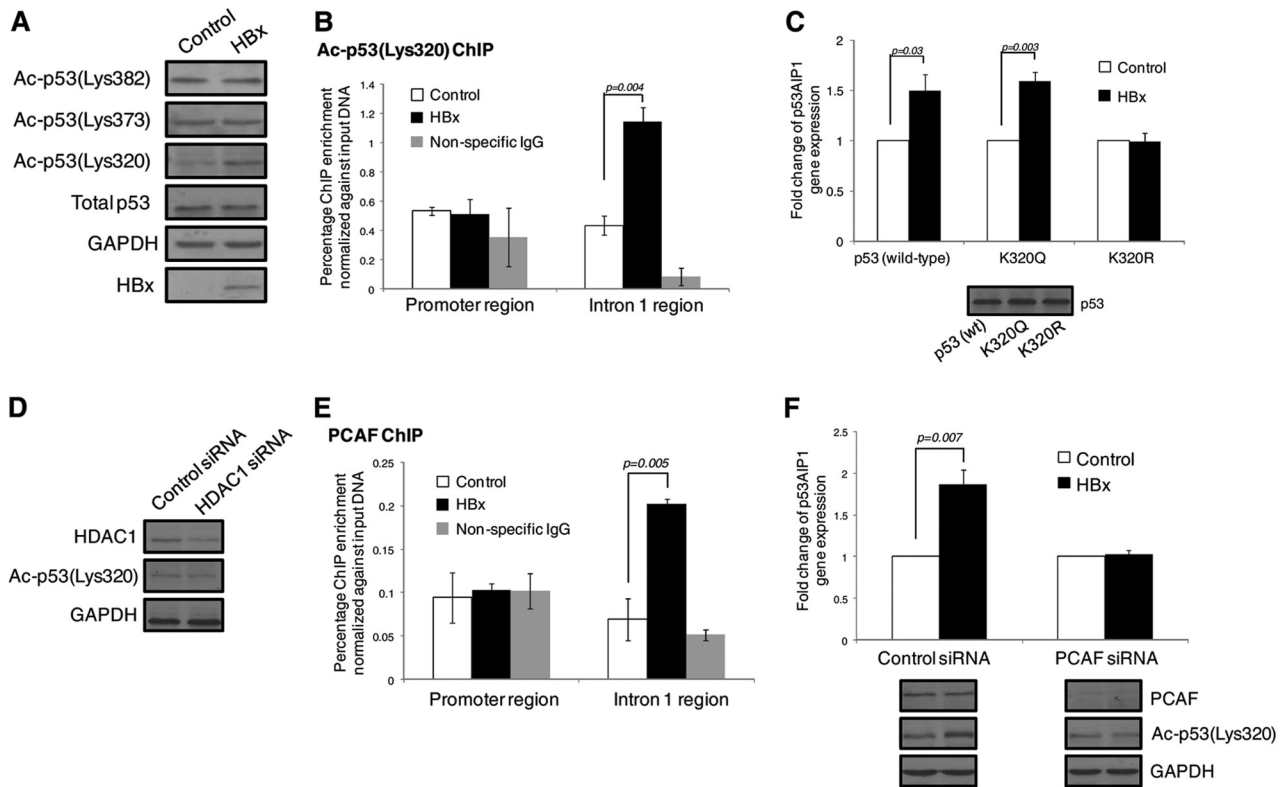 A
Control
HBx
Ac-p53(Lys382)
Ac-p53(Lys373)
Ac-p53(Lys320)
Total p53
GAPDH
HBx
B
Ac-p53(Lys320) ChIP
Percentage ChIP enrichment
normalized against input DNA
1.4
1.2
1
0.8
0.6
0.4
0.2
0
Control
HBx
Non-specific IgG
p=0.004
Promoter region
Intron 1 region
C
Fold change of p53AIP1
gene expression
2
1.5
1
0.5
0
p=0.03
p=0.003
Control
HBx
p53 (wild-type)
K320Q
K320R
p53
p53 (wt)
K320Q
K320R
D
Control siRNA
HDAC1 siRNA
HDAC1
Ac-p53(Lys320)
GAPDH
E
PCAF ChIP
Percentage ChIP enrichment
normalized against input DNA
0.25
0.2
0.15
0.1
0.05
0
Control
HBx
Non-specific IgG
p=0.005
Promoter region
Intron 1 region
F
Fold change of p53AIP1
gene expression
2.5
2
1.5
1
0.5
0
p=0.007
Control
HBx
Control siRNA
PCAF siRNA
PCAF
Ac-p53(Lys320)
GAPDH